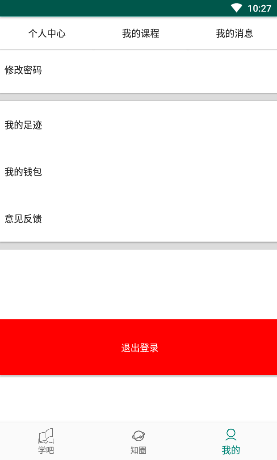 10:27
个人中心 我的课程 我的消息
修改密码
我的足迹
我的钱包
意见反馈
退出登录
学吧 知圈 我的